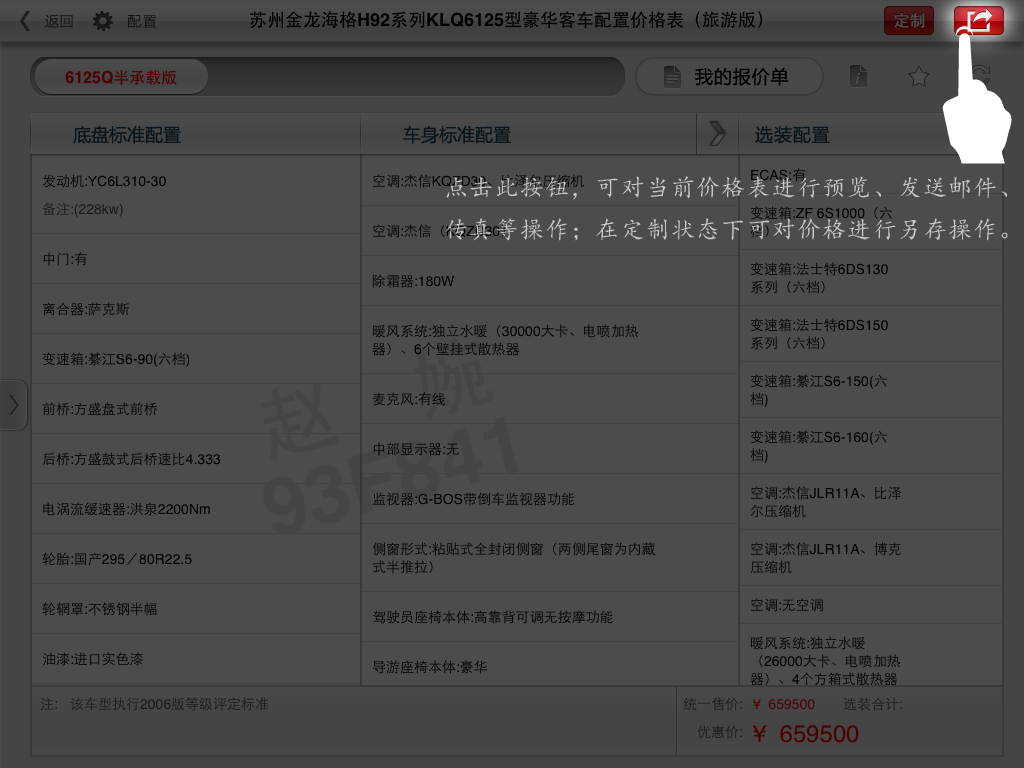 返回 配置 苏州金龙海格H92系列KLQ6125型豪华客车配置价格表（旅游版） 定制
6125Q半承载版 我的报价单
底盘标准配置 车身标准配置 选装配置
发动机:YC6L310-30
备注:(228kw)
中门:有
离合器:萨克斯
变速箱:綦江S6-90(六档)
前桥:方盛盘式前桥
后桥:方盛鼓式后桥速比4.333
电涡流缓速器:洪泉2200Nm
轮胎:国产295／80R22.5
轮辋罩:不锈钢半幅
油漆:进口实色漆
空调:杰信KQZD30、比泽尔压缩机
空调:杰信
除霜器:180W
暖风系统:独立水暖（30000大卡、电喷加热
器）、6个壁挂式散热器
麦克风:有线
中部显示器:无
监视器:G-BOS带倒车监视器功能
侧窗形式:粘贴式全封闭侧窗（两侧尾窗为内藏
式半推拉）
驾驶员座椅本体:高靠背可调无按摩功能
导游座椅本体:豪华
ECAS:有
变速箱:ZF 6S1000（六
档）
变速箱:法士特6DS130
系列（六档）
变速箱:法士特6DS150
系列（六档）
变速箱:綦江S6-150(六
档)
变速箱:綦江S6-160(六
档)
空调:杰信JLR11A、比泽
尔压缩机
空调:杰信JLR11A、博克
压缩机
空调:无空调
暖风系统:独立水暖
（26000大卡、电喷加热
器）、4个方箱式散热器
点击此按钮，可对当前价格表进行预览、发送邮件、
传真等操作；在定制状态下可对价格进行另存操作。
赵 婉
93F841
注: 该车型执行2006版等级评定标准
统一售价: ￥ 659500 选装合计:
优惠价: ￥ 659500